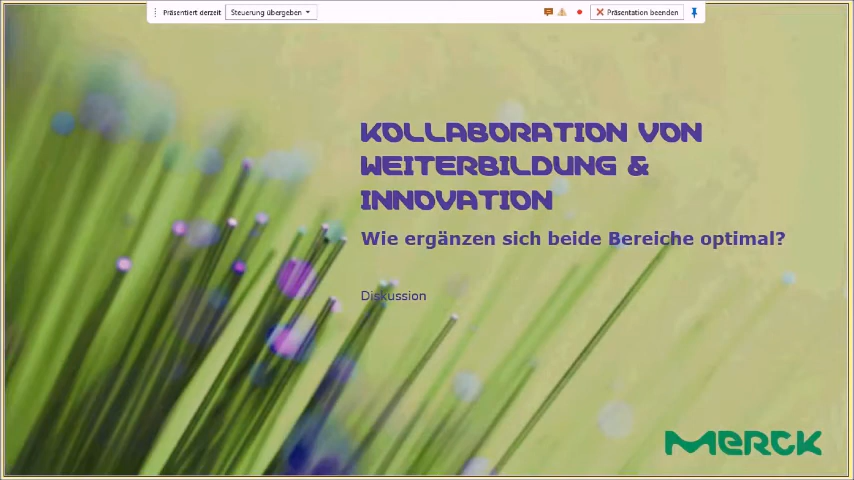 Präsentiert derzeit
Steuerung übergeben
Präsentation beenden
KOLLABORATION VON
WEITERBILDUNG &
INNOVATION
Wie ergänzen sich beide Bereiche optimal?
Diskussion
MERCK